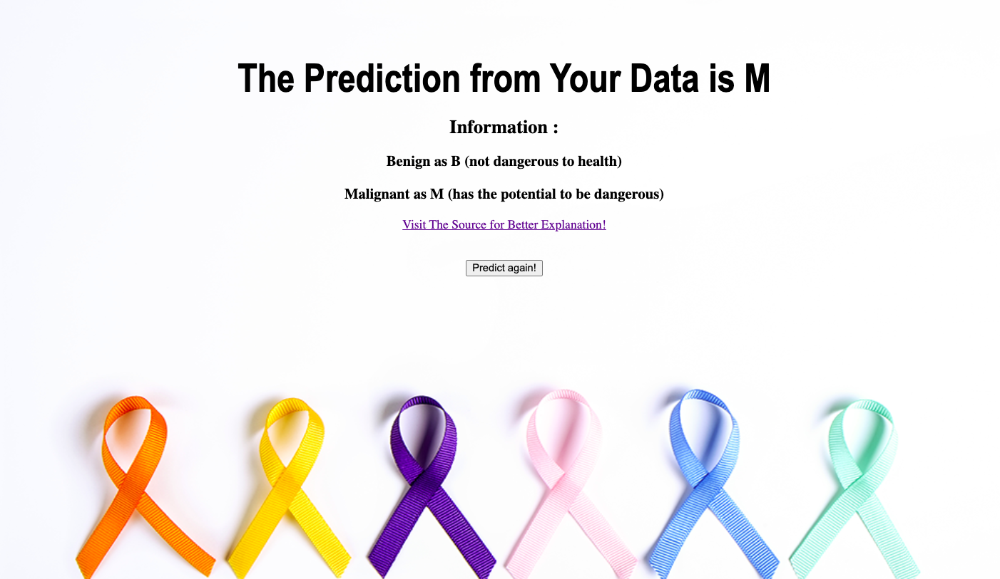 The Prediction from Your Data is M
Information :
Benign as B (not dangerous to health)
Malignant as M (has the potential to be dangerous)
Visit The Source for Better Explanation!
Predict again!